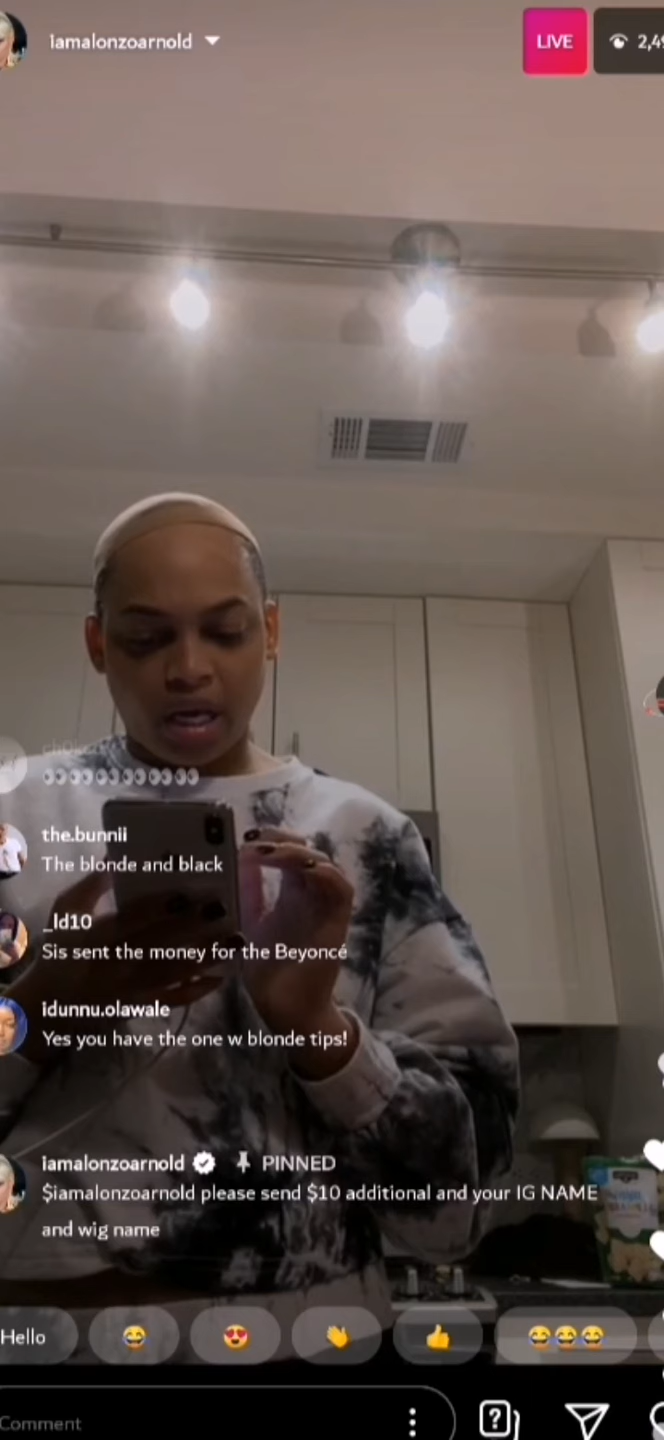 iamalonzoarnold
LIVE
2,49
the.bunnii
The blonde and black
_ld10
Sis sent the money for the Beyoncé
idunnu.olawale
Yes you have the one w blonde tips!
iamalonzoarnold PINNED
$iamalonzoarnold please send $10 additional and your IG NAME
and wig name
Hello
Comment